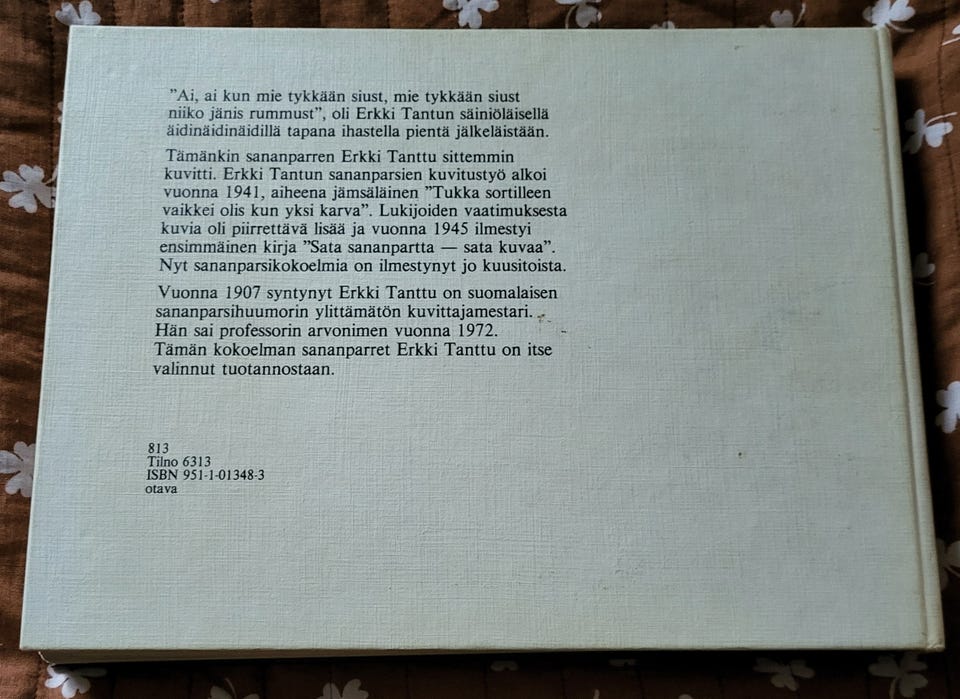 "Ai, ai kun mie tykkään siust, mie tykkään siust
niiko jänis rummust", oli Erkki Tantun säiniöläisellä
äidinäidinäidillä tapana ihastella pientä jälkeläistään.
Tämänkin sananparren Erkki Tanttu sittemmin
kuvitti. Erkki Tantun sananparsien kuvitustyö alkoi
vuonna 1941, aiheena jämsäläinen "Tukka sortilleen
vaikkei olis kun yksi karva". Lukijoiden vaatimuksesta
kuvia oli piirrettävä lisää ja vuonna 1945 ilmestyi
ensimmäinen kirja "Sata sananpartta — sata kuvaa".
Nyt sananparsikokoelmia on ilmestynyt jo kuusitoista.
Vuonna 1907 syntynyt Erkki Tanttu on suomalaisen
sananparsihuumorin ylittämätön kuvittajamestari.
Hän sai professorin arvonimen vuonna 1972.
Tämän kokoelman sananparret Erkki Tanttu on itse
valinnut tuotannostaan.
813
Tilno 6313
ISBN 951-1-01348-3
otava